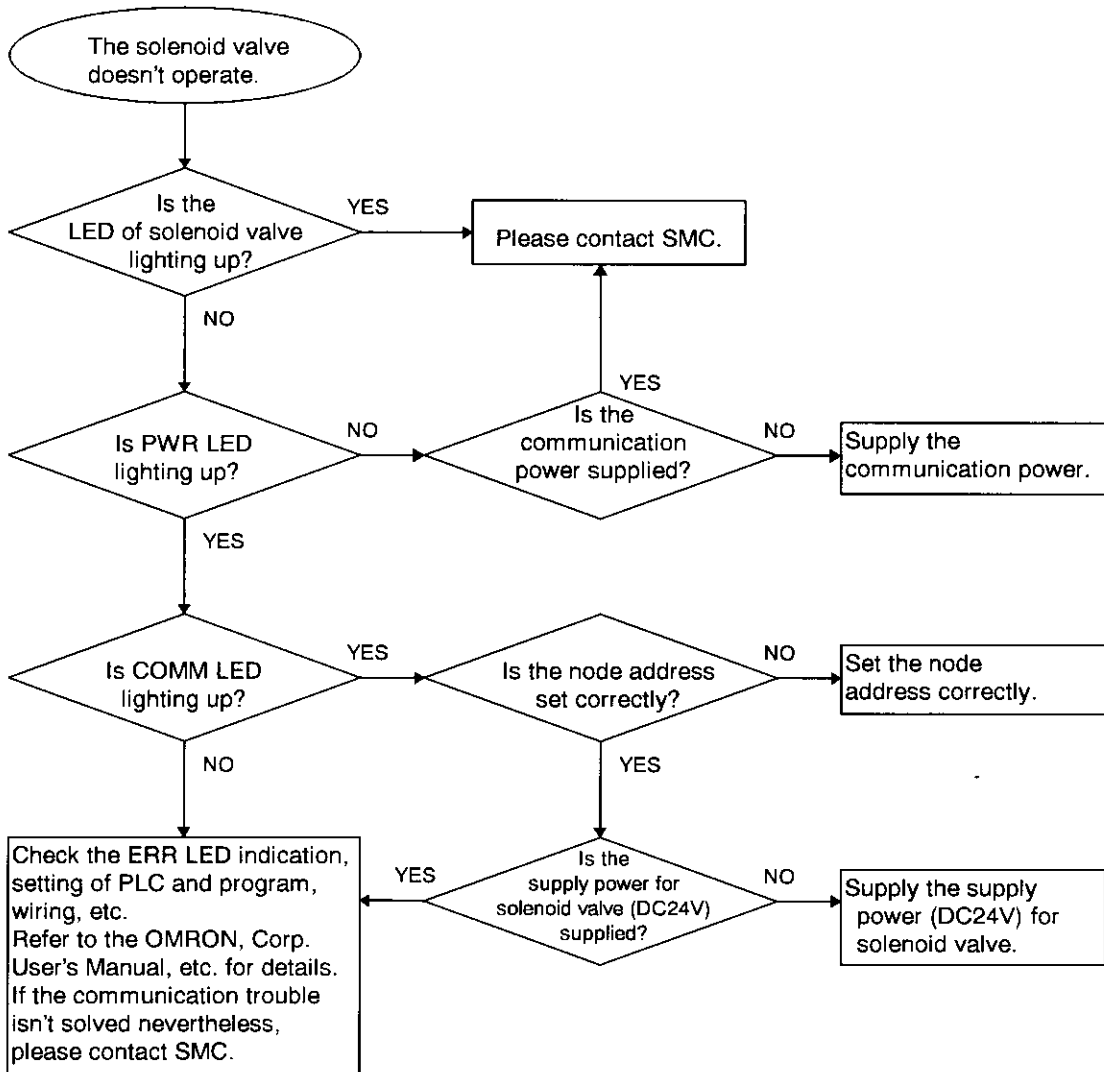 The solenoid valve
doesn't operate.
Is the
LED of solenoid valve
lighting up?
YES
Please contact SMC.
NO
YES
Is PWR LED
lighting up?
NO
Is the
communication
power supplied?
NO
Supply the
communication power.
YES
Is COMM LED
lighting up?
YES
Is the node address
set correctly?
NO
Set the node
address correctly.
NO
YES
Check the ERR LED indication,
setting of PLC and program,
wiring, etc.
Refer to the OMRON, Corp.
User's Manual, etc. for details.
If the communication trouble
isn't solved nevertheless,
please contact SMC.
YES
Is the
supply power for
solenoid valve (DC24V)
supplied?
NO
Supply the supply
power (DC24V) for
solenoid valve.